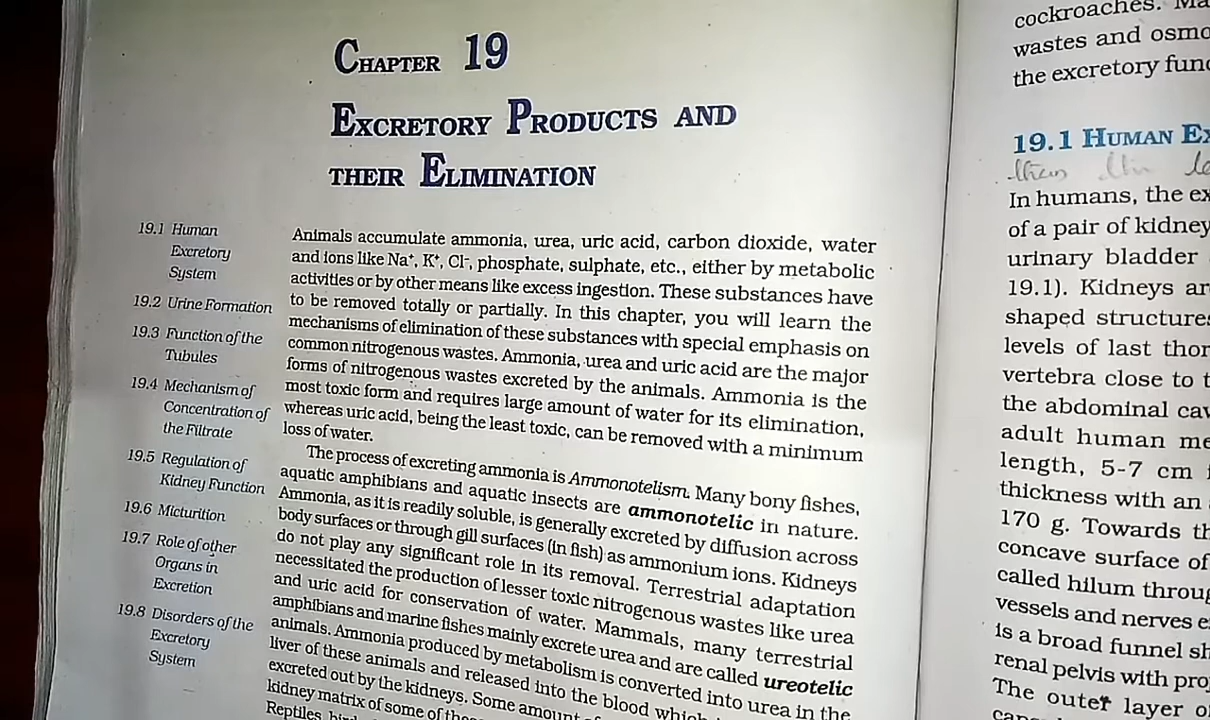 CHAPTER 19
EXCRETORY PRODUCTS AND
THEIR ELIMINATION
19.1 Human
Excretory
System
19.2 Urine Formation
19.3 Function of the
Tubules
19.4 Mechanism of
Concentration of
the Filtrate
19.5 Regulation of
Kidney Function
19.6 Micturition
19.7 Role of other
Organs in
Excretion
19.8 Disorders of the
Excretory
System
Animals accumulate ammonia, urea, uric acid, carbon dioxide, water
and ions like Na⁺, K⁺, Cl⁻, phosphate, sulphate, etc., either by metabolic
activities or by other means like excess ingestion. These substances have
to be removed totally or partially. In this chapter, you will learn the
mechanisms of elimination of these substances with special emphasis on
common nitrogenous wastes. Ammonia, urea and uric acid are the major
forms of nitrogenous wastes excreted by the animals. Ammonia is the
most toxic form and requires large amount of water for its elimination,
whereas uric acid, being the least toxic, can be removed with a minimum
loss of water.
The process of excreting ammonia is Ammonotelism. Many bony fishes,
aquatic amphibians and aquatic insects are ammonotelic in nature.
Ammonia, as it is readily soluble, is generally excreted by diffusion across
body surfaces or through gill surfaces (in fish) as ammonium ions. Kidneys
do not play any significant role in its removal. Terrestrial adaptation
necessitated the production of lesser toxic nitrogenous wastes like urea
and uric acid for conservation of water. Mammals, many terrestrial
amphibians and marine fishes mainly excrete urea and are called ureotelic
animals. Ammonia produced by metabolism is converted into urea in the
liver of these animals and released into the blood which
excreted out by the kidneys. Some amount
kidney matrix of some of
Reptiles,
cockroaches.
wastes and osmo
the excretory func
19.1 HUMAN Ex
In humans, the ex
of a pair of kidney
urinary bladder
19.1). Kidneys ar
shaped structures
levels of last thor
vertebra close to t
the abdominal cav
adult human me
length, 5-7 cm
thickness with an
170 g. Towards th
concave surface of
called hilum throug
vessels and nerves e
is a broad funnel sh
renal pelvis with pro
The outer layer o